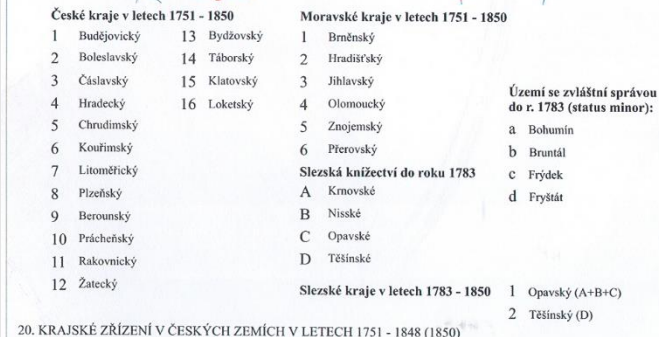 České kraje v letech 1751 - 1850
1 Budějovický
2 Boleslavský
3 Čáslavský
4 Hradecký
5 Chrudimský
6 Kouřimský
7 Litoměřický
8 Plzeňský
9 Berounský
10 Prácheňský
11 Rakovnický
12 Žatecký
13 Bydžovský
14 Táborský
15 Klatovský
16 Loketský
Moravské kraje v letech 1751 - 1850
1 Brněnský
2 Hradišťský
3 Jihlavský
4 Olomoucký
5 Znojemský
6 Přerovský
Slezská knížectví do roku 1783
A Krnovské
B Nisské
C Opavské
D Těšínské
Slezské kraje v letech 1783 - 1850
1 Opavský (A+B+C)
2 Těšínský (D)
Území se zvláštní správou
do r. 1783 (status minor):
a Bohumín
b Bruntál
c Frýdek
d Fryštát
20. KRAJSKÉ ZŘÍZENÍ V ČESKÝCH ZEMÍCH V LETECH 1751 - 1848 (1850)